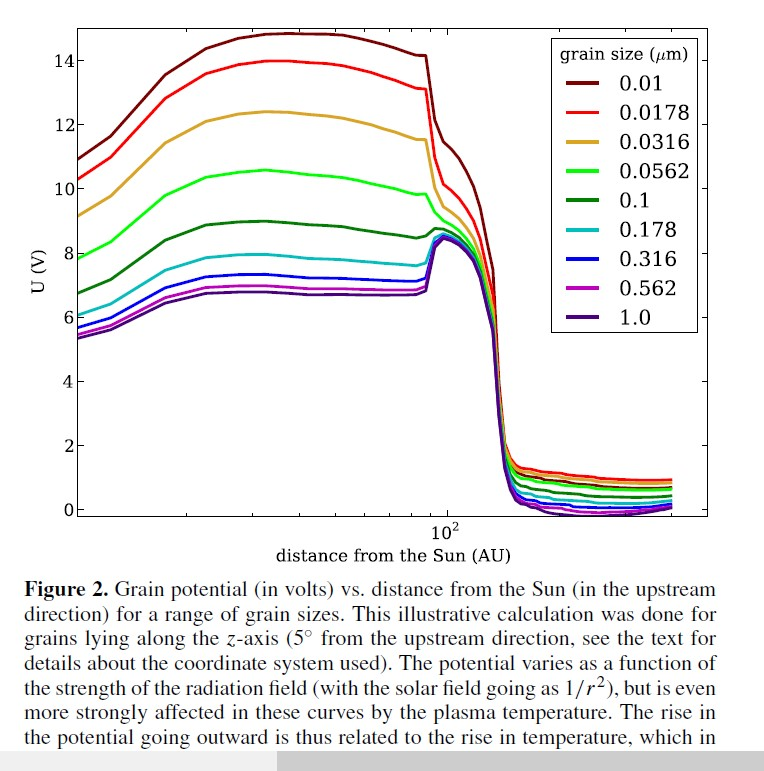 14
12
10
8
6
4
2
0
U (V)
grain size (μm)
0.01
0.0178
0.0316
0.0562
0.1
0.178
0.316
0.562
1.0
10²
distance from the Sun (AU)
Figure 2. Grain potential (in volts) vs. distance from the Sun (in the upstream
direction) for a range of grain sizes. This illustrative calculation was done for
grains lying along the z-axis (5° from the upstream direction, see the text for
details about the coordinate system used). The potential varies as a function of
the strength of the radiation field (with the solar field going as 1/r²), but is even
more strongly affected in these curves by the plasma temperature. The rise in
the potential going outward is thus related to the rise in temperature, which in